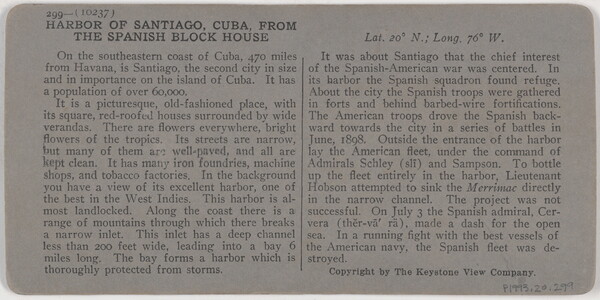 299—(10237)
HARBOR OF SANTIAGO, CUBA, FROM
THE SPANISH BLOCK HOUSE
On the southeastern coast of Cuba, 470 miles
from Havana, is Santiago, the second city in size
and in importance on the island of Cuba. It has
a population of over 60,000.
It is a picturesque, old-fashioned place, with
its square, red-roofed houses surrounded by wide
verandas. There are flowers everywhere, bright
flowers of the tropics. Its streets are narrow,
but many of them are well-paved, and all are
kept clean. It has many iron foundries, machine
shops, and tobacco factories. In the background
you have a view of its excellent harbor, one of
the best in the West Indies. This harbor is al-
most landlocked. Along the coast there is a
range of mountains through which there breaks
a narrow inlet. This inlet has a deep channel
less than 200 feet wide, leading into a bay 6
miles long. The bay forms a harbor which is
thoroughly protected from storms.
Lat. 20° N.; Long. 76° W.
It was about Santiago that the chief interest
of the Spanish-American war was centered. In
its harbor the Spanish squadron found refuge.
About the city the Spanish troops were gathered
in forts and behind barbed-wire fortifications.
The American troops drove the Spanish back-
ward towards the city in a series of battles in
June, 1898. Outside the entrance of the harbor
lay the American fleet, under the command of
Admirals Schley (slī) and Sampson. To bottle
up the fleet entirely in the harbor, Lieutenant
Hobson attempted to sink the Merrimac directly
in the narrow channel. The project was not
successful. On July 3 the Spanish admiral, Cer-
vera (thĕr-vä′ rä), made a dash for the open
sea. In a running fight with the best vessels of
the American navy, the Spanish fleet was de-
stroyed.
Copyright by The Keystone View Company.
P1995.20.299